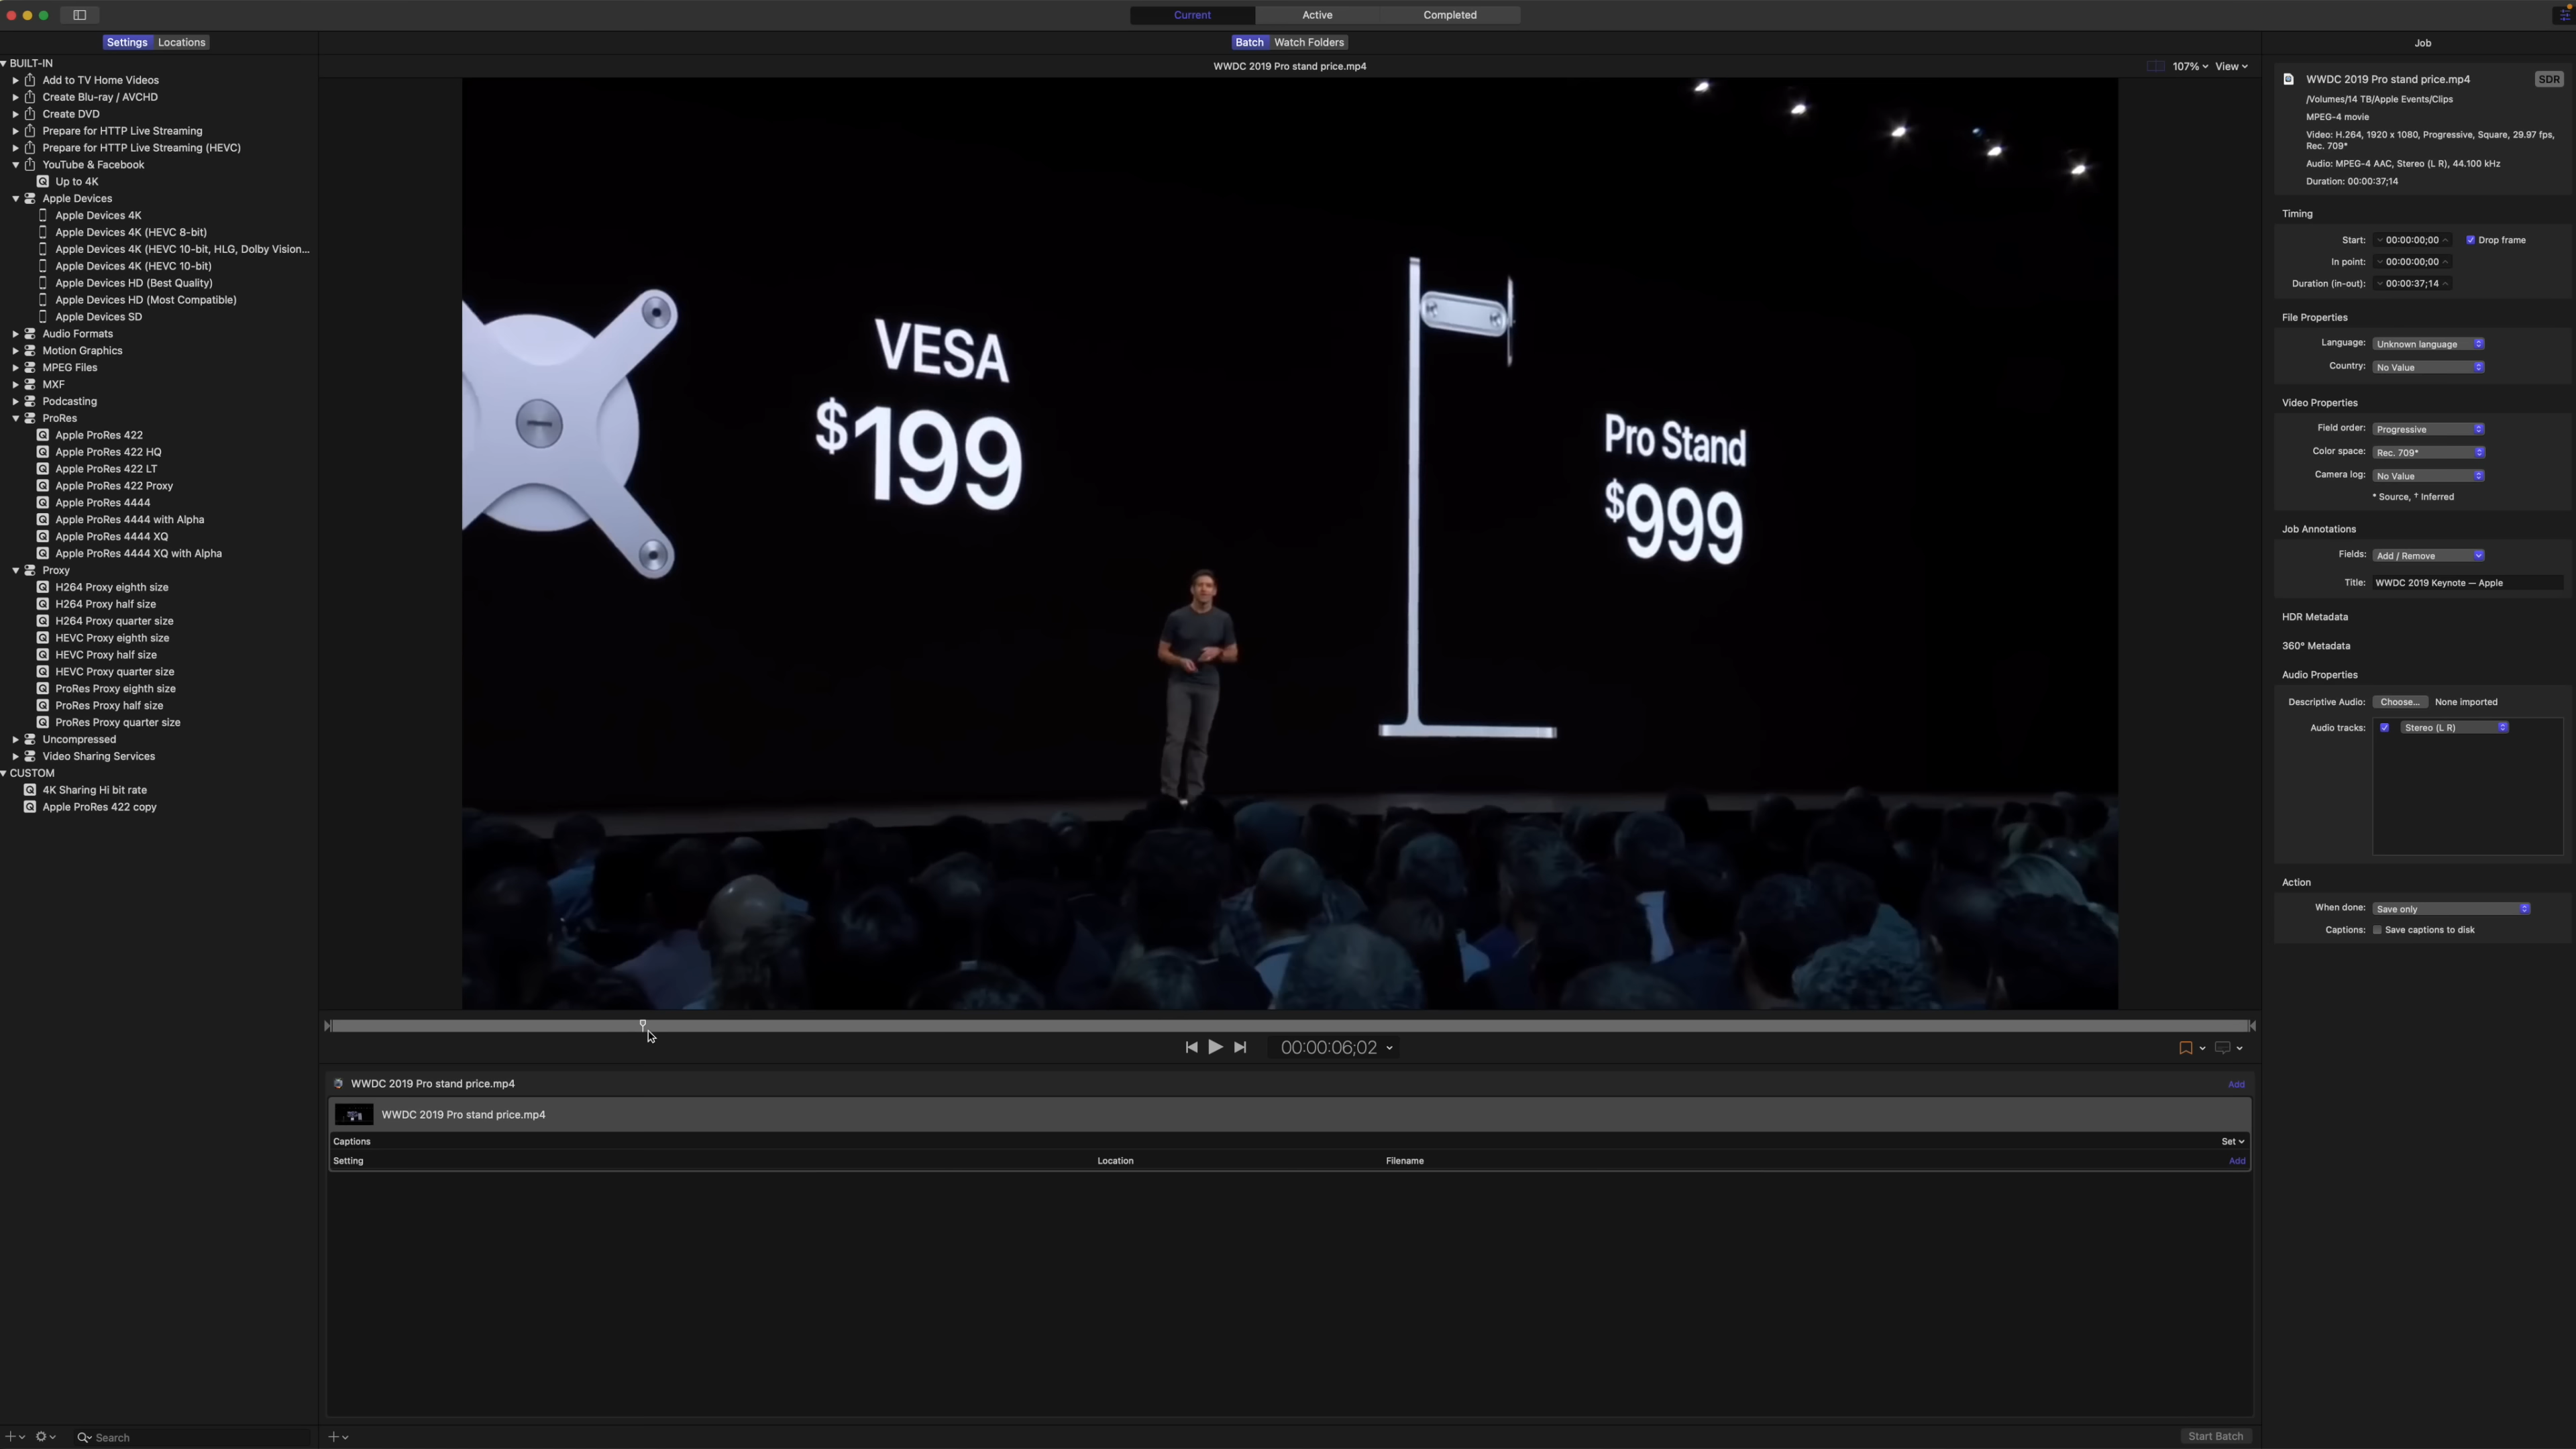 Current
Active
Completed
Settings
Locations
Batch
Watch Folders
Job
BUILT-IN
Add to TV Home Videos
Create Blu-ray / AVCHD
Create DVD
Prepare for HTTP Live Streaming
Prepare for HTTP Live Streaming (HEVC)
YouTube & Facebook
Up to 4K
Apple Devices
Apple Devices 4K
Apple Devices 4K (HEVC 8-bit)
Apple Devices 4K (HEVC 10-bit, HLG, Dolby Vision...
Apple Devices 4K (HEVC 10-bit)
Apple Devices HD (Best Quality)
Apple Devices HD (Most Compatible)
Apple Devices SD
Audio Formats
Motion Graphics
MPEG Files
MXF
Podcasting
ProRes
Apple ProRes 422
Apple ProRes 422 HQ
Apple ProRes 422 LT
Apple ProRes 422 Proxy
Apple ProRes 4444
Apple ProRes 4444 with Alpha
Apple ProRes 4444 XQ
Apple ProRes 4444 XQ with Alpha
Proxy
H264 Proxy eighth size
H264 Proxy half size
H264 Proxy quarter size
HEVC Proxy eighth size
HEVC Proxy half size
HEVC Proxy quarter size
ProRes Proxy eighth size
ProRes Proxy half size
ProRes Proxy quarter size
Uncompressed
Video Sharing Services
CUSTOM
4K Sharing Hi bit rate
Apple ProRes 422 copy
Search
WWDC 2019 Pro stand price.mp4
107%
View
VESA
$199
Pro Stand
$999
00:00:06;02
WWDC 2019 Pro stand price.mp4
Add
WWDC 2019 Pro stand price.mp4
Captions
Set
Setting
Location
Filename
Add
Start Batch
WWDC 2019 Pro stand price.mp4
SDR
/Volumes/14 TB/Apple Events/Clips
MPEG-4 movie
Video: H.264, 1920 x 1080, Progressive, Square, 29.97 fps,
Rec. 709*
Audio: MPEG-4 AAC, Stereo (L R), 44.100 kHz
Duration: 00:00:37;14
Timing
Start: 00:00:00;00 Drop frame
In point: 00:00:00;00
Duration (in-out): 00:00:37;14
File Properties
Language: Unknown language
Country: No Value
Video Properties
Field order: Progressive
Color space: Rec. 709*
Camera log: No Value
* Source, † Inferred
Job Annotations
Fields: Add / Remove
Title: WWDC 2019 Keynote — Apple
HDR Metadata
360° Metadata
Audio Properties
Descriptive Audio: Choose... None imported
Audio tracks: Stereo (L R)
Action
When done: Save only
Captions: Save captions to disk